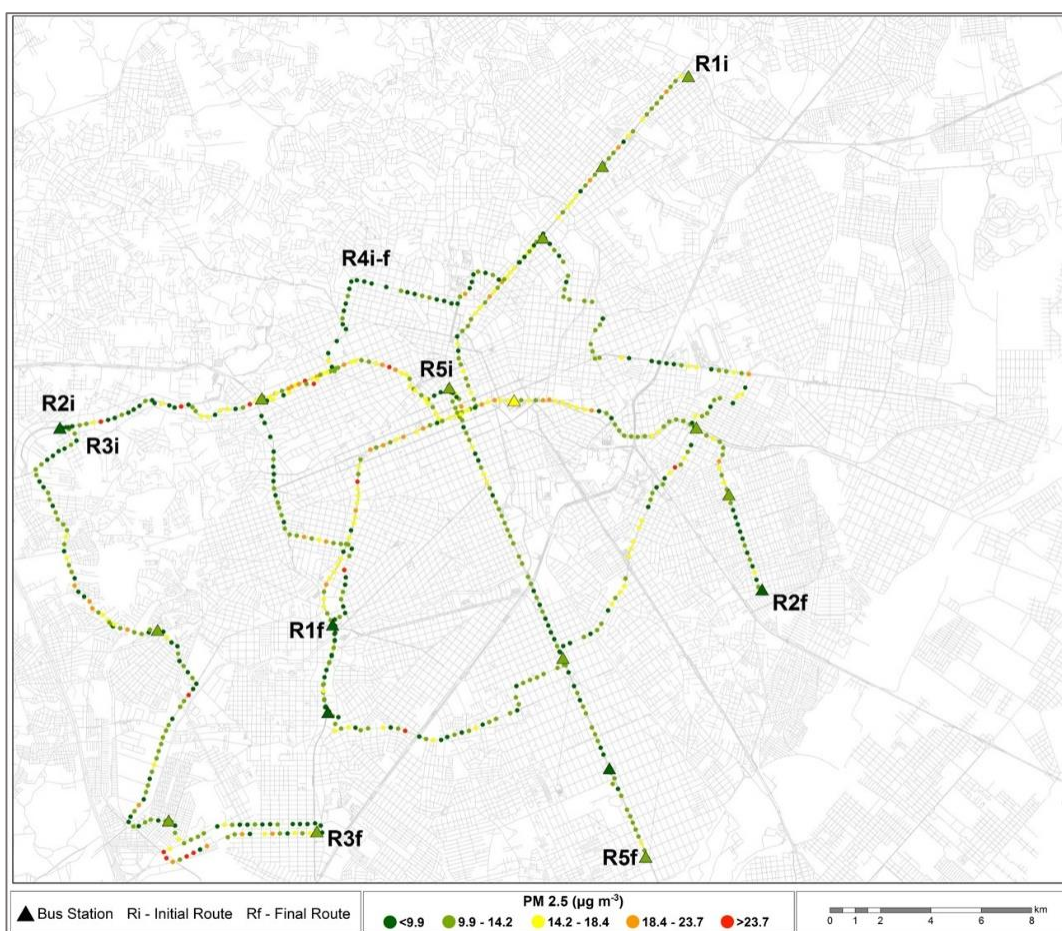 R1i
R4i-f
R5i
R2i
R3i
R2f
R1f
R3f
R5f
Bus Station Ri - Initial Route Rf - Final Route
PM 2.5 (µg m⁻³)
<9.9 9.9 - 14.2 14.2 - 18.4 18.4 - 23.7 >23.7
km
0 1 2 4 6 8